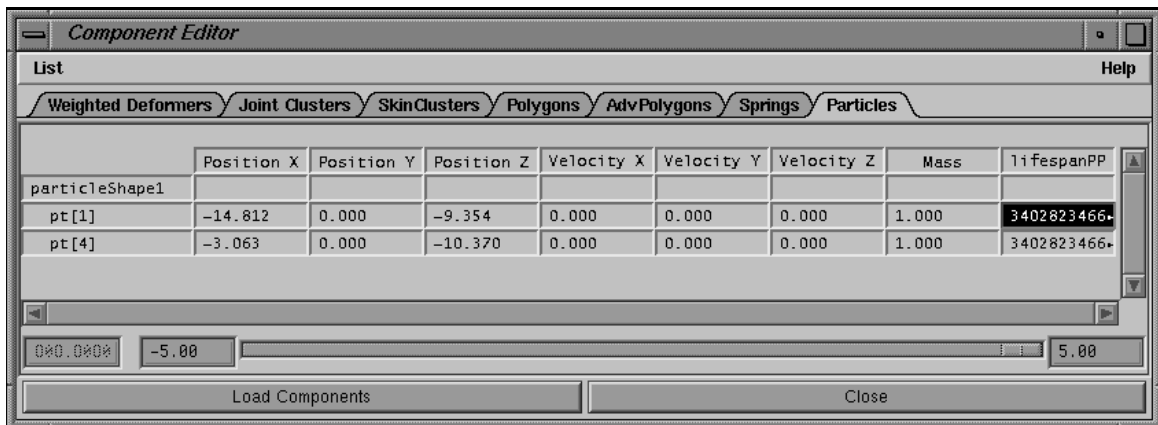 Component Editor
List Help
Weighted Deformers Joint Clusters SkinClusters Polygons AdvPolygons Springs Particles
Position X Position Y Position Z Velocity X Velocity Y Velocity Z Mass lifespanPP
particleShape1
pt[1] -14.812 0.000 -9.354 0.000 0.000 0.000 1.000 3402823466
pt[4] -3.063 0.000 -10.370 0.000 0.000 0.000 1.000 3402823466
-5.00 5.00
Load Components Close